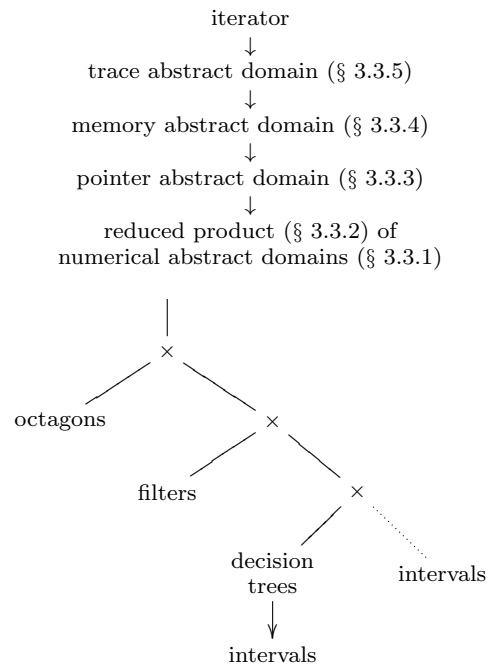 iterator
↓
trace abstract domain (§ 3.3.5)
↓
memory abstract domain (§ 3.3.4)
↓
pointer abstract domain (§ 3.3.3)
↓
reduced product (§ 3.3.2) of
numerical abstract domains (§ 3.3.1)
×
octagons
×
filters
×
decision
trees
intervals
intervals